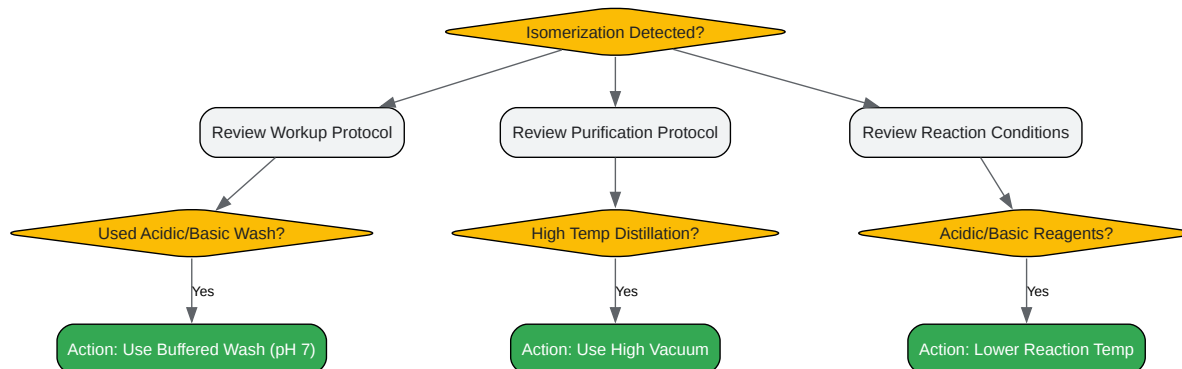 Isomerization Detected?
Review Workup Protocol
Review Purification Protocol
Review Reaction Conditions
Used Acidic/Basic Wash?
High Temp Distillation?
Acidic/Basic Reagents?
Yes
Yes
Yes
Action: Use Buffered Wash (pH 7)
Action: Use High Vacuum
Action: Lower Reaction Temp